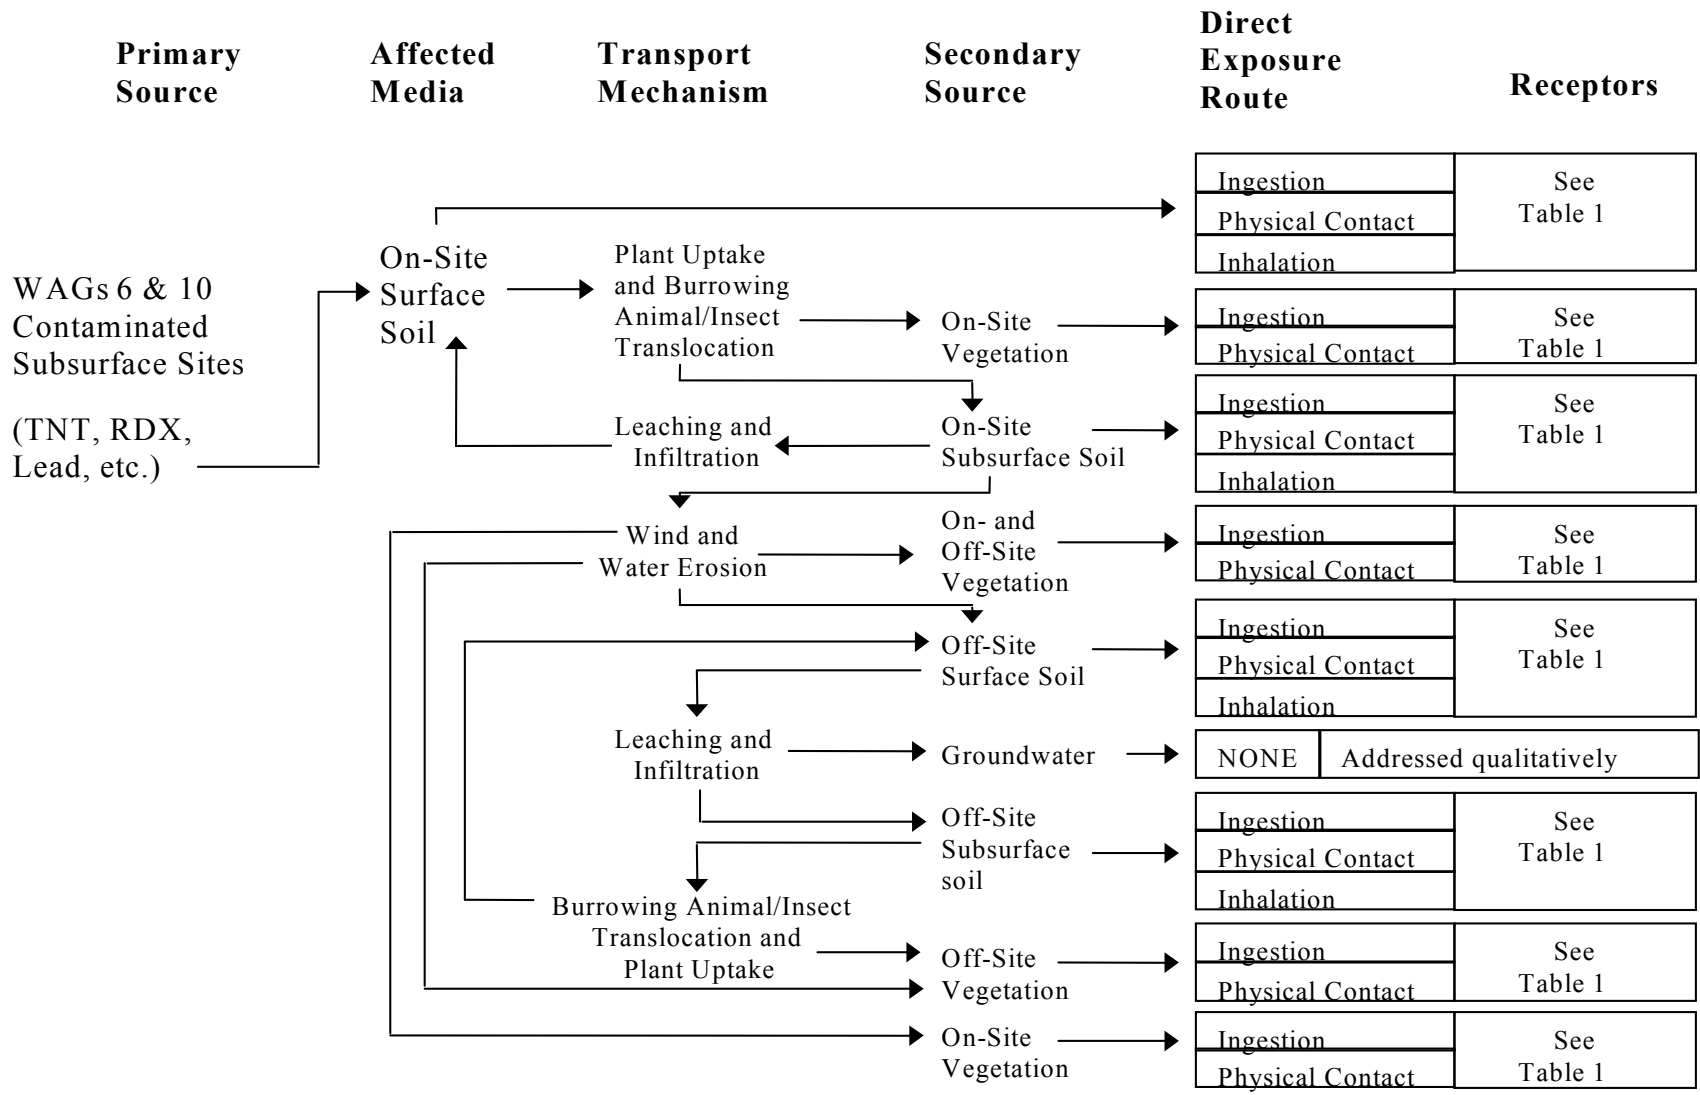 Primary
Source
Affected
Media
Transport
Mechanism
Secondary
Source
Direct
Exposure
Route
Receptors
WAGs 6 & 10
Contaminated
Subsurface Sites
(TNT, RDX,
Lead, etc.)
On-Site
Surface
Soil
Ingestion
Physical Contact
Inhalation
See
Table 1
Plant Uptake
and Burrowing
Animal/Insect
Translocation
On-Site
Vegetation
Ingestion
Physical Contact
See
Table 1
Leaching and
Infiltration
On-Site
Subsurface Soil
Ingestion
Physical Contact
Inhalation
See
Table 1
Wind and
Water Erosion
On- and
Off-Site
Vegetation
Ingestion
Physical Contact
See
Table 1
Off-Site
Surface Soil
Ingestion
Physical Contact
Inhalation
See
Table 1
Leaching and
Infiltration
Groundwater
NONE
Addressed qualitatively
Off-Site
Subsurface
soil
Ingestion
Physical Contact
Inhalation
See
Table 1
Burrowing Animal/Insect
Translocation and
Plant Uptake
Off-Site
Vegetation
Ingestion
Physical Contact
See
Table 1
On-Site
Vegetation
Ingestion
Physical Contact
See
Table 1